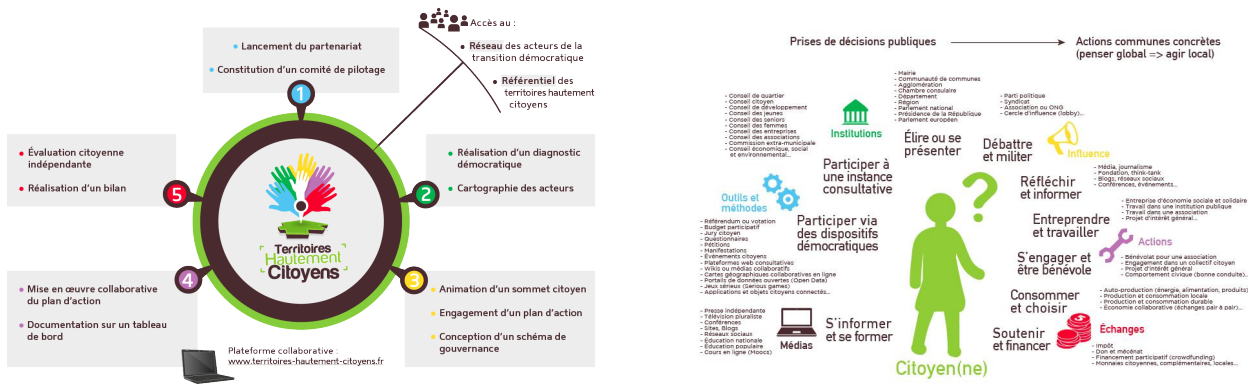 Accès au :
• Réseau des acteurs de la
transition démocratique
• Référentiel des
territoires hautement
citoyens
• Lancement du partenariat
• Constitution d'un comité de pilotage
1
• Réalisation d'un diagnostic
démocratique
• Cartographie des acteurs
2
• Animation d'un sommet citoyen
• Engagement d'un plan d'action
• Conception d'un schéma de
gouvernance
3
• Mise en œuvre collaborative
du plan d'action
• Documentation sur un tableau
de bord
4
• Évaluation citoyenne
indépendante
• Réalisation d'un bilan
5
Territoires
Hautement
Citoyens
Plateforme collaborative :
www.territoires-hautement-citoyens.fr
Prises de décisions publiques
Actions communes concrètes
(penser global => agir local)
- Conseil de quartier
- Conseil citoyen
- Conseil de développement
- Conseil des jeunes
- Conseil des seniors
- Conseil des femmes
- Conseil des entreprises
- Conseil des associations
- Commission extra-municipale
- Conseil économique, social
et environnemental...
Institutions
- Mairie
- Communauté de communes
- Agglomération
- Chambre consulaire
- Département
- Région
- Parlement national
- Présidence de la République
- Parlement européen
Élire ou se
présenter
- Parti politique
- Syndicat
- Association ou ONG
- Cercle d'influence (lobby)...
Débattre
et militer
Influence
Participer à
une instance
consultative
Réfléchir
et informer
- Média, journalisme
- Fondation, think-tank
- Blogs, réseaux sociaux
- Conférences, événements...
Outils et
méthodes
Participer via
des dispositifs
démocratiques
- Référendum ou votation
- Budget participatif
- Jury citoyen
- Questionnaires
- Pétitions
- Manifestations
- Événements citoyens
- Plateformes web consultatives
- Wikis ou médias collaboratifs
- Cartes géographiques collaboratives en ligne
- Portails de données ouvertes (Open Data)
- Jeux sérieux (Serious games)
- Applications et objets citoyens connectés...
Entreprendre
et travailler
- Entreprise d'économie sociale et solidaire
- Travail dans une institution publique
- Travail dans une association
- Projet d'intérêt général...
Actions
S'engager et
être bénévole
- Bénévolat pour une association
- Engagement dans un collectif citoyen
- Projet d'intérêt général
- Comportement civique (bonne conduite)...
Consommer
et choisir
- Auto-production (énergie, alimentation, produits)
- Production et consommation locale
- Production et consommation durable
- Économie collaborative (échanges pair à pair)...
- Presse indépendante
- Télévision pluraliste
- Conférences
- Sites, Blogs
- Réseaux sociaux
- Éducation nationale
- Éducation populaire
- Cours en ligne (Moocs)
Médias
S'informer
et se former
Soutenir
et financer
Échanges
- Impôt
- Don et mécénat
- Financement participatif (crowdfunding)
- Monnaies citoyennes, complémentaires, locales...
Citoyen(ne)